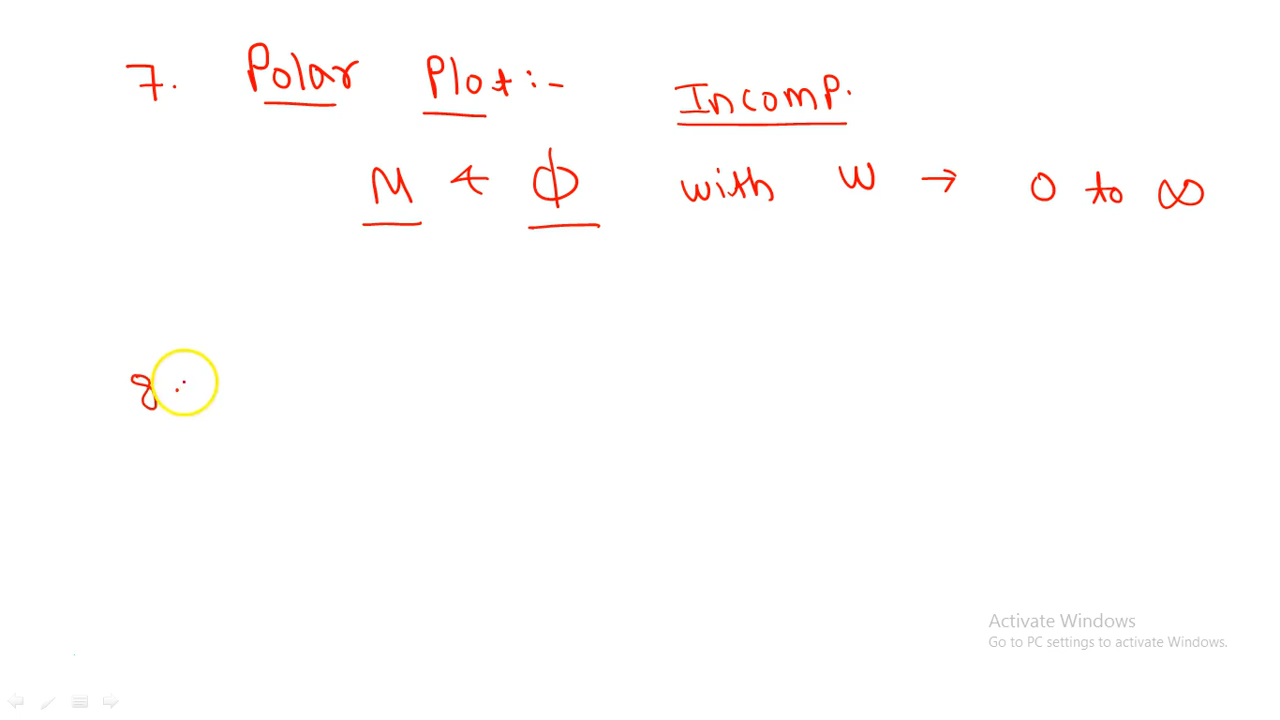 7. Polar Plot :- Incomp.
M & ϕ with ω → 0 to ∞
8.
Activate Windows
Go to PC settings to activate Windows.